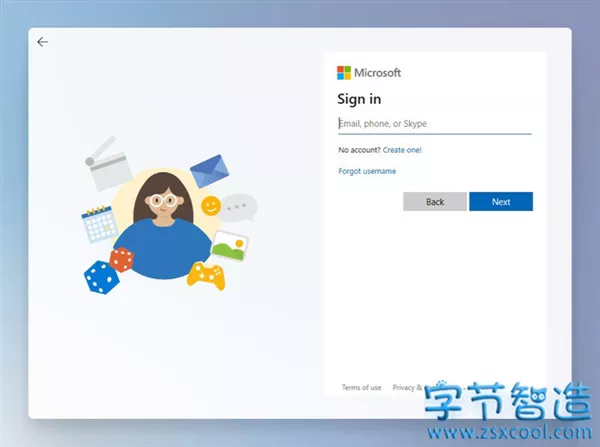 Microsoft
Sign in
Email, phone, or Skype
No account? Create one!
Forgot username
Back
Next
Terms of use
Privacy &
字节智造
www.zsxcool.com